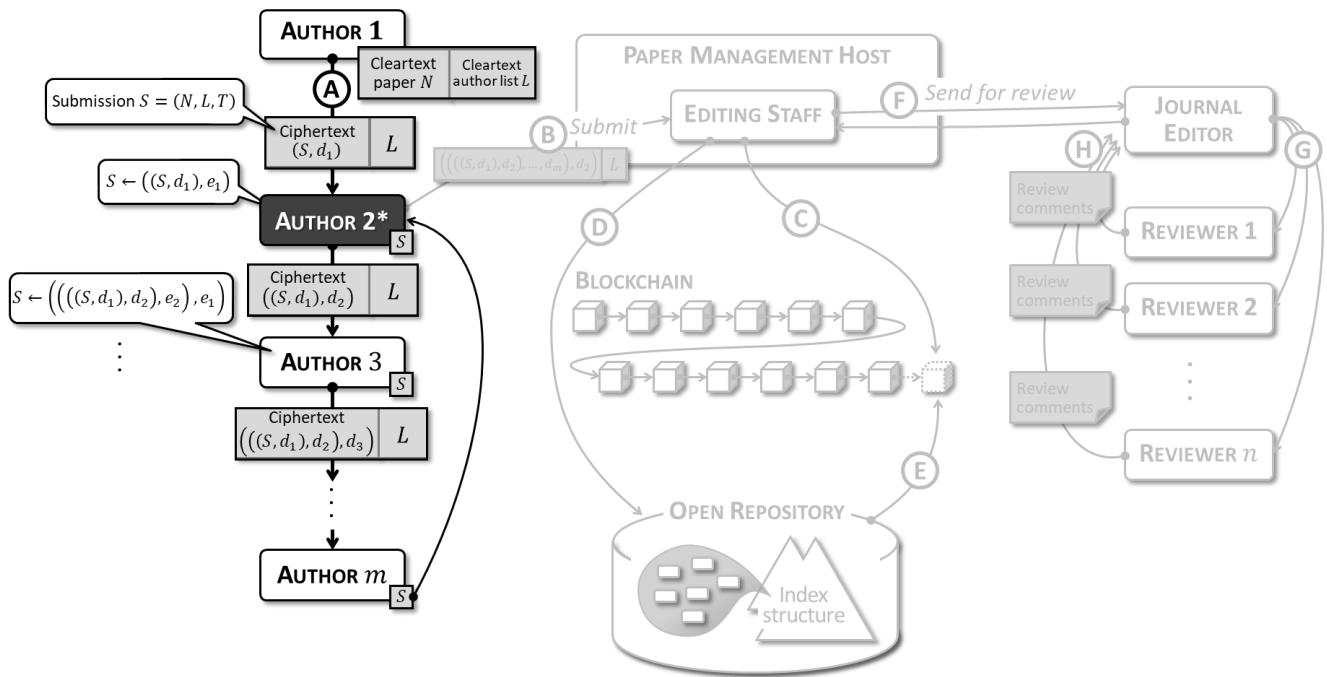 AUTHOR 1
Cleartext
paper N
Cleartext
author list L
A
Submission S = (N, L, T)
Ciphertext
(S, d₁)
L
S ← ((S, d₁), e₁)
AUTHOR 2*
S
Ciphertext
((S, d₁), d₂)
L
S ← ((((S, d₁), d₂), e₂), e₁)
⋮
AUTHOR 3
S
Ciphertext
(((S, d₁), d₂), d₃)
L
⋮
AUTHOR m
S
PAPER MANAGEMENT HOST
EDITING STAFF
B
Submit
((((S, d₁), d₂), ..., dₘ), d₂)
L
F
Send for review
JOURNAL
EDITOR
H
G
Review
comments
REVIEWER 1
Review
comments
REVIEWER 2
⋮
Review
comments
REVIEWER n
D
C
BLOCKCHAIN
E
OPEN REPOSITORY
Index
structure